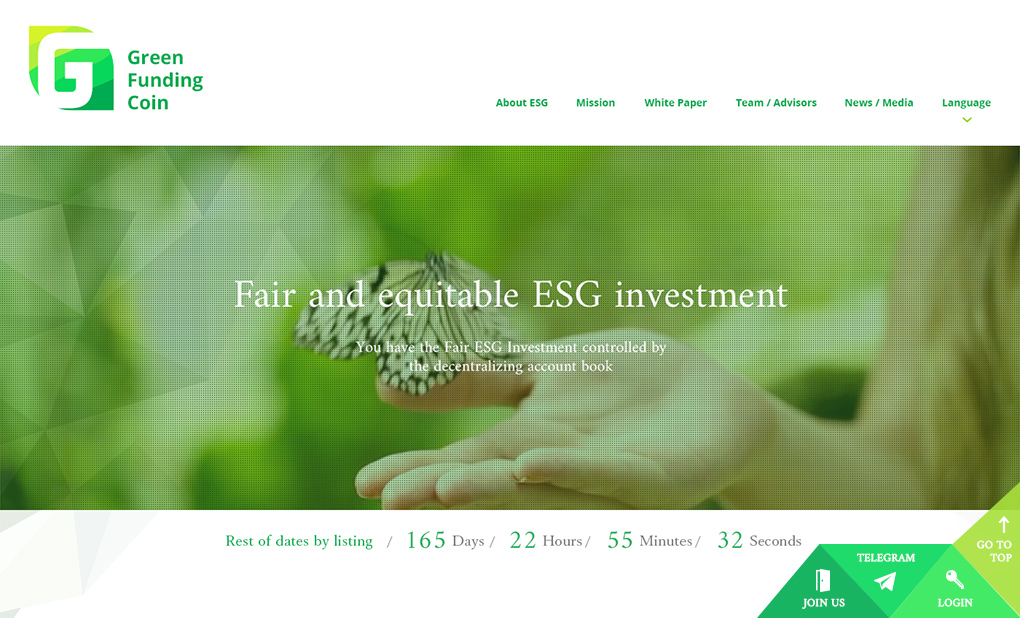 Green
Funding
Coin
About ESG Mission White Paper Team / Advisors News / Media Language
Fair and equitable ESG investment
You have the Fair ESG Investment controlled by
the decentralizing account book
Rest of dates by listing / 165 Days / 22 Hours / 55 Minutes / 32 Seconds
GO TO
TOP
TELEGRAM
JOIN US
LOGIN